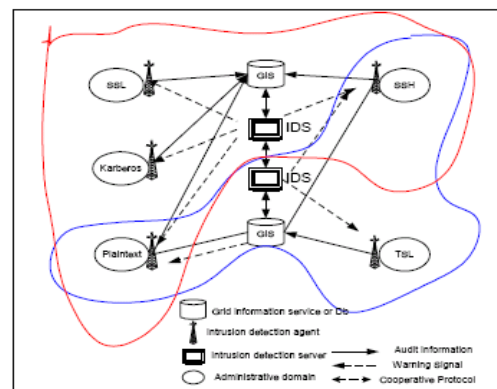 GIS
SSL
SSH
IDS
Karberos
IDS
Plaintext
GIS
TSL
Grid information service or Db
Intrusion detection agent
Intrusion detection server
Administrative domain
Audit Information
Warning Signal
Cooperative Protocol